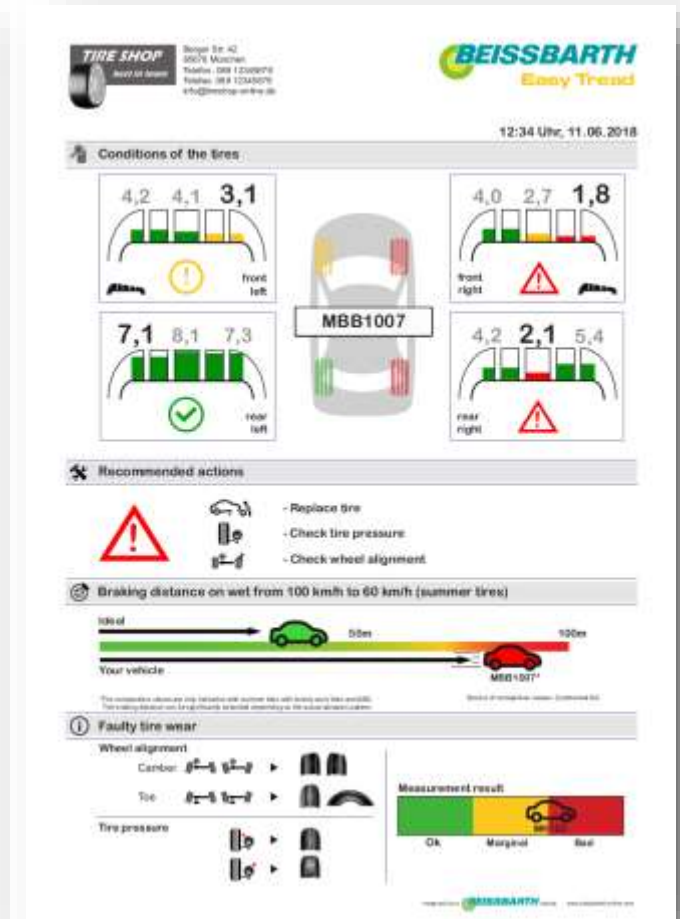 TIRE SHOP
best in town
BEISSBARTH
Easy Tread
12:34 Uhr, 11.06.2018
Conditions of the tires
4,2 4,1 3,1
front
left
4,0 2,7 1,8
front
right
MBB1007
7,1 8,1 7,3
rear
left
4,2 2,1 5,4
rear
right
Recommended actions
- Replace tire
- Check tire pressure
- Check wheel alignment
Braking distance on wet from 100 km/h to 60 km/h (summer tires)
Ideal
50m
100m
Your vehicle
MBB1007*
Faulty tire wear
Wheel alignment
Camber
Toe
Tire pressure
Measurement result
Ok
Marginal
Bad
BEISSBARTH